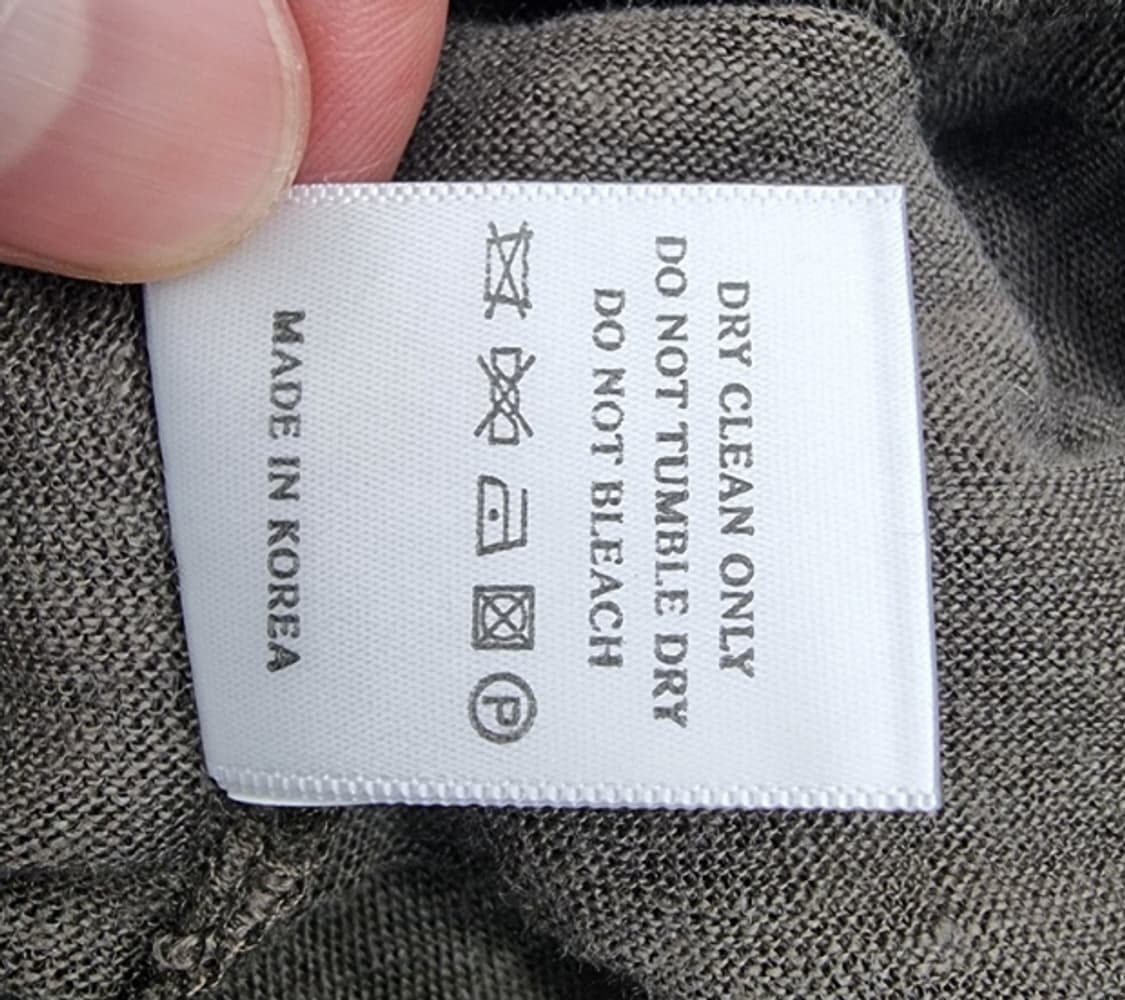 DRY CLEAN ONLY
DO NOT TUMBLE DRY
DO NOT BLEACH
P
MADE IN KOREA